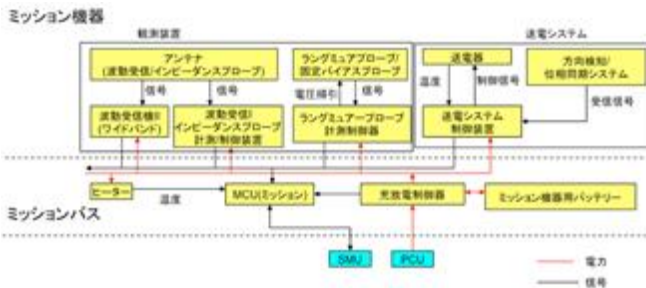 ミッション機器
観測装置
送電システム
アンテナ
(波動受信/インピーダンスプローブ)
ラングミュアプローブ/
固定バイアスプローブ
送電器
方向検知/
位相同期システム
信号
信号
電圧掃引
信号
温度
制御信号
受信信号
波動受信機II
(ワイドバンド)
波動受信I
インピーダンスプローブ
計測/制御装置
ラングミュアープローブ
計測制御器
送電システム
制御装置
ヒーター
温度
MCU(ミッション)
充放電制御器
ミッション機器用バッテリー
ミッションバス
SMU
PCU
電力
信号